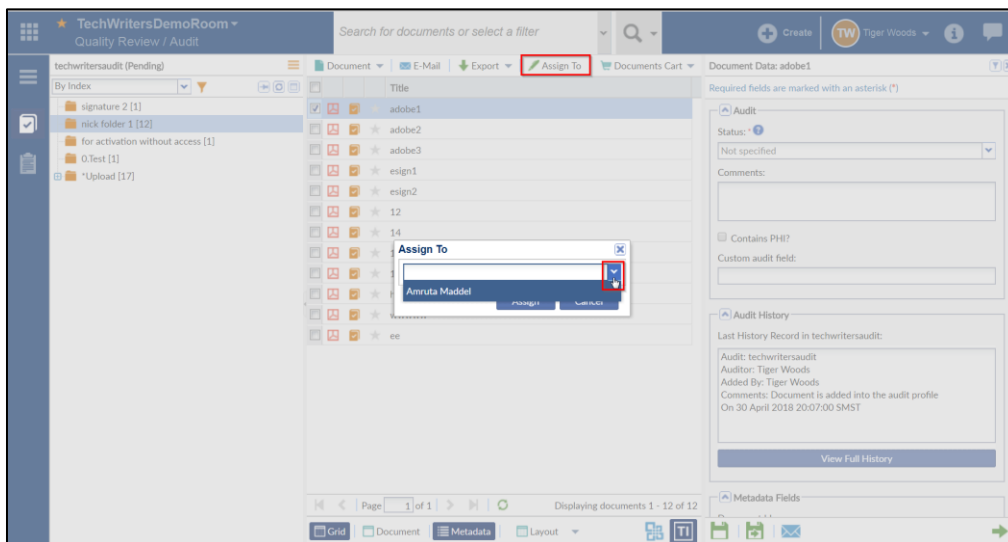 TechWritersDemoRoom
Quality Review / Audit
Search for documents or select a filter
Create
TW
Tiger Woods
techwritersaudit (Pending)
Document
E-Mail
Export
Assign To
Documents Cart
Document Data: adobe1
By Index
Title
Required fields are marked with an asterisk (*)
signature 2 [1]
nick folder 1 [12]
for activation without access [1]
0.Test [1]
*Upload [17]
adobe1
adobe2
adobe3
esign1
esign2
12
14
ee
Assign To
Amruta Maddel
Assign
Cancel
Audit
Status: *
Not specified
Comments:
Contains PHI?
Custom audit field:
Audit History
Last History Record in techwritersaudit:
Audit: techwritersaudit
Auditor: Tiger Woods
Added By: Tiger Woods
Comments: Document is added into the audit profile
On 30 April 2018 20:07:00 SMST
View Full History
Metadata Fields
Page 1 of 1
Displaying documents 1 - 12 of 12
Grid
Document
Metadata
Layout
TI